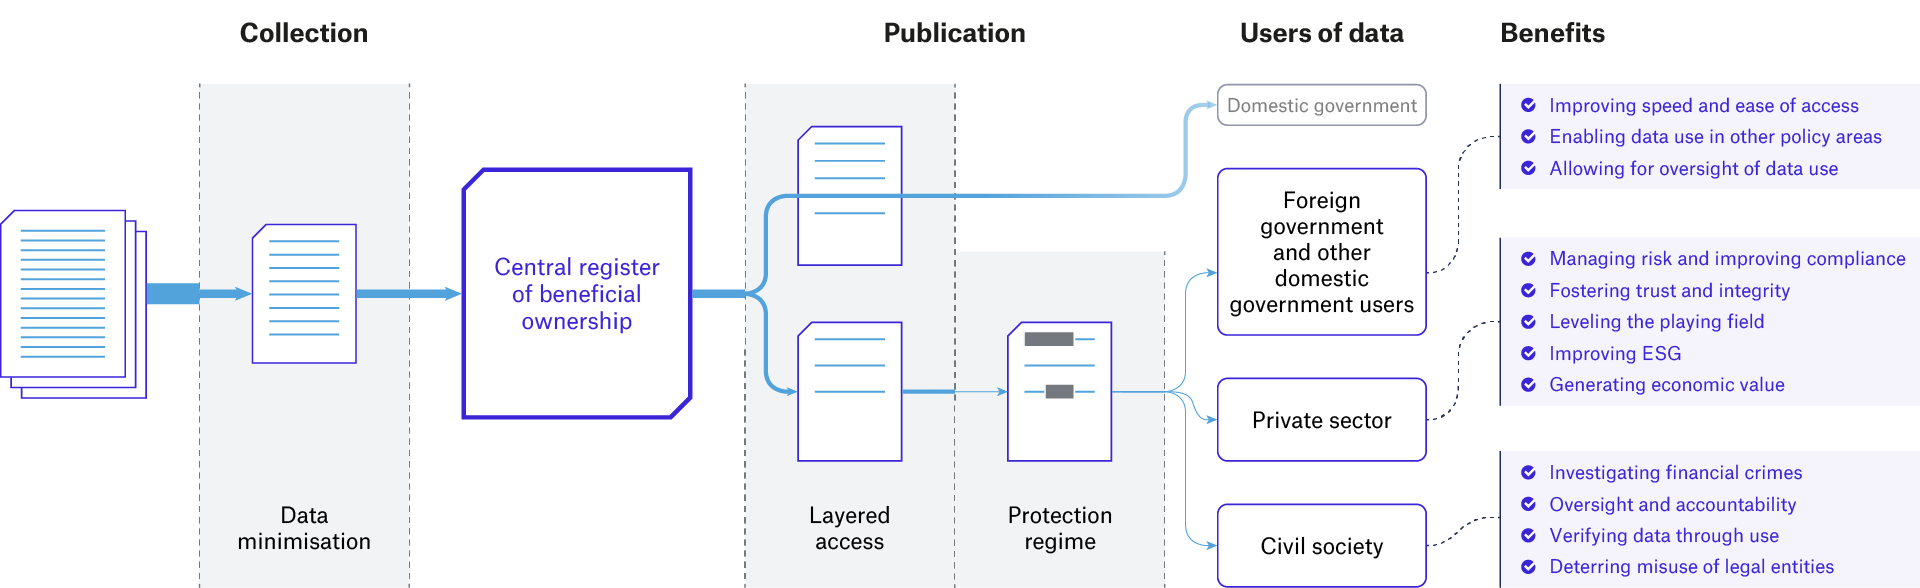 Collection
Publication
Users of data
Benefits
Data
minimisation
Central register
of beneficial
ownership
Layered
access
Protection
regime
Domestic government
Foreign
government
and other
domestic
government users
Private sector
Civil society
Improving speed and ease of access
Enabling data use in other policy areas
Allowing for oversight of data use
Managing risk and improving compliance
Fostering trust and integrity
Leveling the playing field
Improving ESG
Generating economic value
Investigating financial crimes
Oversight and accountability
Verifying data through use
Deterring misuse of legal entities